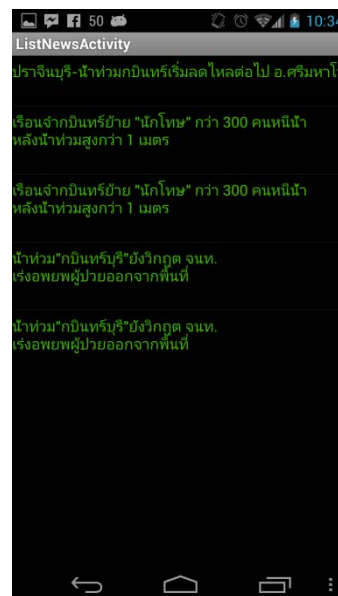 50 10:34
ListNewsActivity
ปราจีนบุรี-น้ำท่วมกบินทร์เริ่มลดไหลต่อไป อ.ศรีมหาโ
เรือนจำกบินทร์ย้าย "นักโทษ" กว่า 300 คนหนีน้ำ
หลังน้ำท่วมสูงกว่า 1 เมตร
เรือนจำกบินทร์ย้าย "นักโทษ" กว่า 300 คนหนีน้ำ
หลังน้ำท่วมสูงกว่า 1 เมตร
น้ำท่วม"กบินทร์บุรี"ยังวิกฤต จนท.
เร่งอพยพผู้ป่วยออกจากพื้นที่
น้ำท่วม"กบินทร์บุรี"ยังวิกฤต จนท.
เร่งอพยพผู้ป่วยออกจากพื้นที่